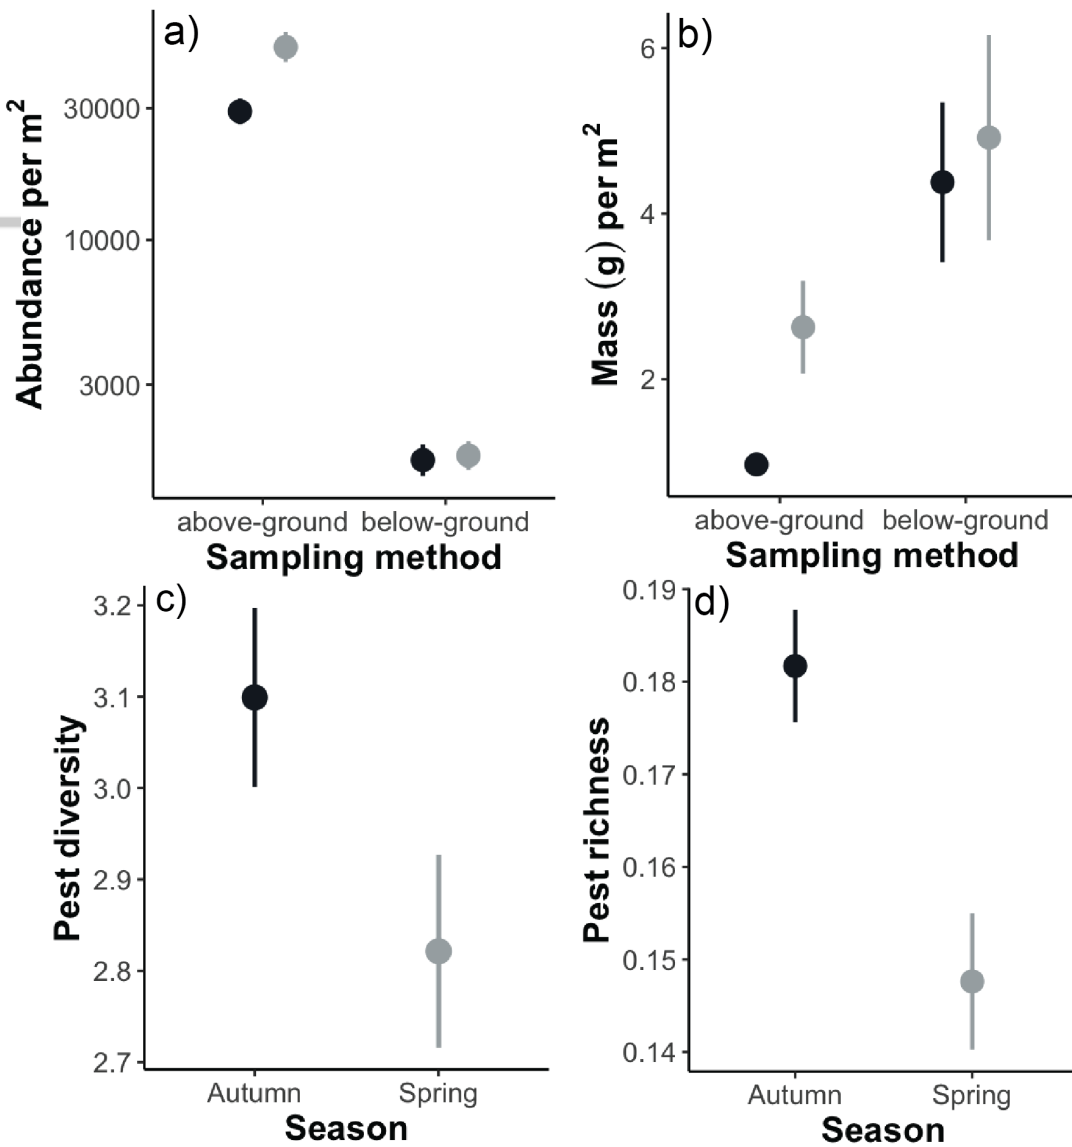 a)
Abundance per m²
30000
10000
3000
above-ground below-ground
Sampling method
b)
Mass (g) per m²
6
4
2
above-ground below-ground
Sampling method
c)
Pest diversity
3.2
3.1
3.0
2.9
2.8
2.7
Autumn Spring
Season
d)
Pest richness
0.19
0.18
0.17
0.16
0.15
0.14
Autumn Spring
Season